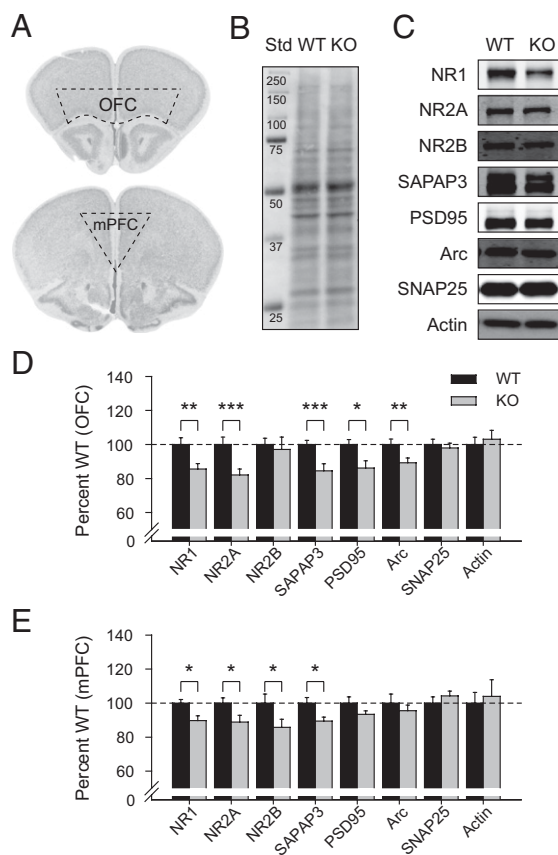 A
OFC
mPFC
B
Std WT KO
250
150
100
75
50
37
25
C
WT KO
NR1
NR2A
NR2B
SAPAP3
PSD95
Arc
SNAP25
Actin
D
WT
KO
Percent WT (OFC)
140
120
100
80
60
0
** *** *** * **
NR1 NR2A NR2B SAPAP3 PSD95 Arc SNAP25 Actin
E
Percent WT (mPFC)
140
120
100
80
60
0
* * * *
NR1 NR2A NR2B SAPAP3 PSD95 Arc SNAP25 Actin